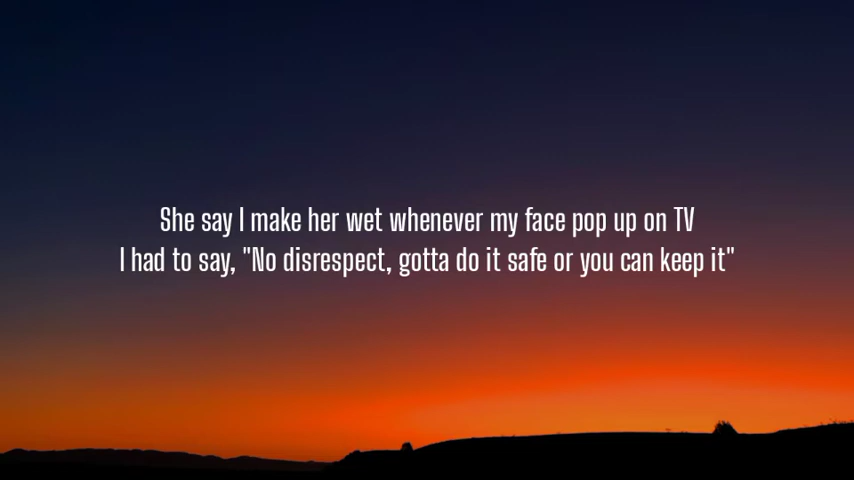 She say I make her wet whenever my face pop up on TV
I had to say, "No disrespect, gotta do it safe or you can keep it"